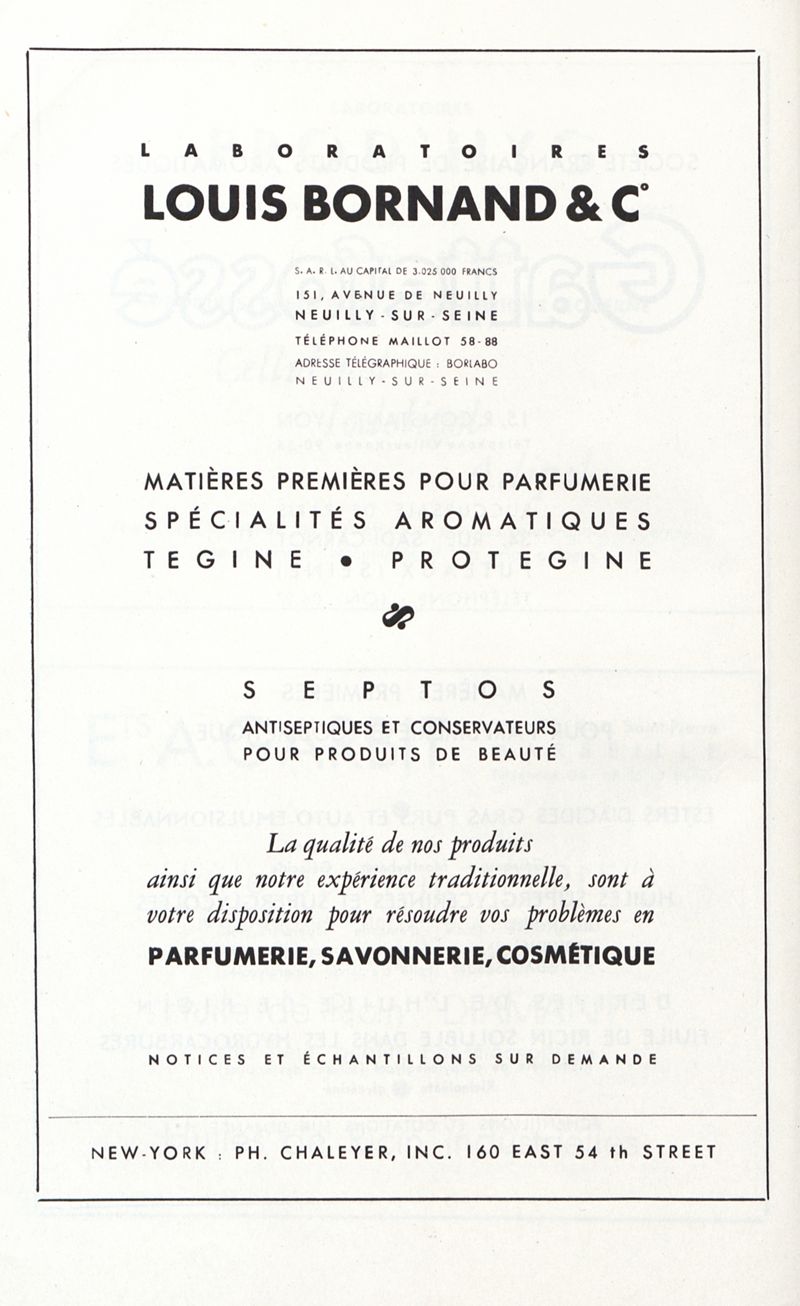 LABORATOIRES
LOUIS BORNAND & C°
S. A. R. L. AU CAPITAL DE 3.025 000 FRANCS
151, AVENUE DE NEUILLY
NEUILLY-SUR-SEINE
TÉLÉPHONE MAILLOT 58-88
ADRESSE TÉLÉGRAPHIQUE : BORLABO
NEUILLY-SUR-SEINE
MATIÈRES PREMIÈRES POUR PARFUMERIE
SPÉCIALITÉS AROMATIQUES
TEGINE • PROTEGINE
SEPTOS
ANTISEPTIQUES ET CONSERVATEURS
POUR PRODUITS DE BEAUTÉ
La qualité de nos produits
ainsi que notre expérience traditionnelle, sont à
votre disposition pour résoudre vos problèmes en
PARFUMERIE, SAVONNERIE, COSMÉTIQUE
NOTICES ET ÉCHANTILLONS SUR DEMANDE
NEW-YORK : PH. CHALEYER, INC. 160 EAST 54 th STREET